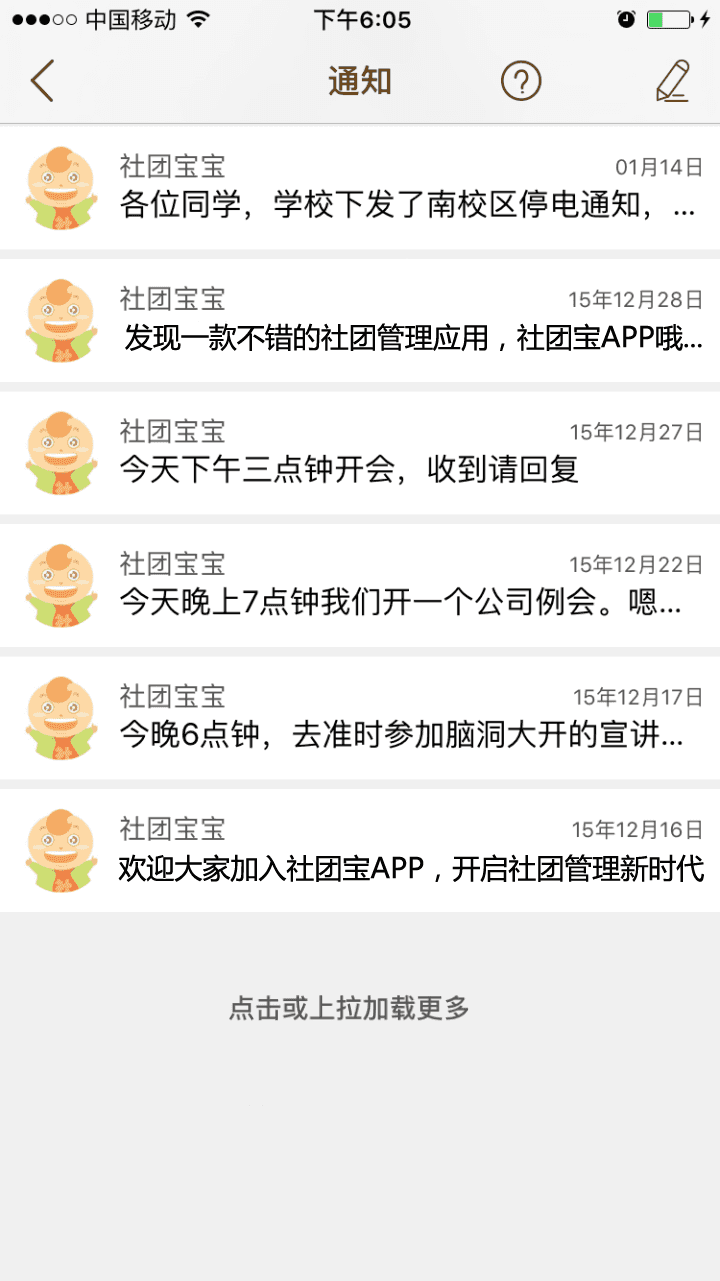 中国移动
下午6:05
通知
社团宝宝
01月14日
各位同学，学校下发了南校区停电通知，...
社团宝宝
15年12月28日
发现一款不错的社团管理应用，社团宝APP哦...
社团宝宝
15年12月27日
今天下午三点钟开会，收到请回复
社团宝宝
15年12月22日
今天晚上7点钟我们开一个公司例会。嗯...
社团宝宝
15年12月17日
今晚6点钟，去准时参加脑洞大开的宣讲...
社团宝宝
15年12月16日
欢迎大家加入社团宝APP，开启社团管理新时代
点击或上拉加载更多